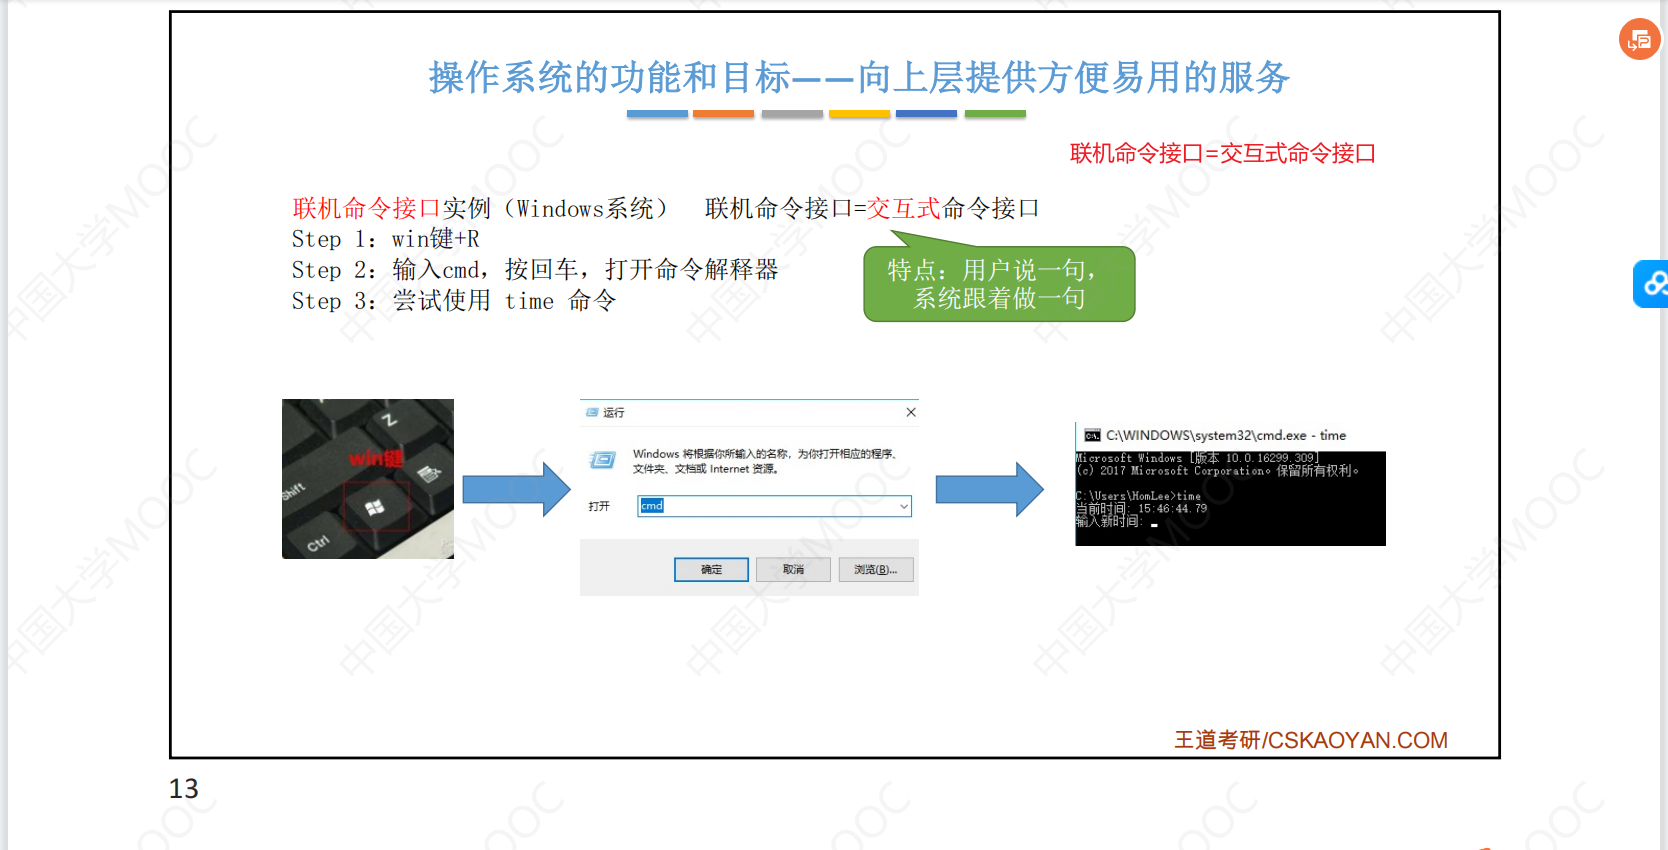 操作系统的功能和目标——向上层提供方便易用的服务
联机命令接口=交互式命令接口
联机命令接口实例（Windows系统） 联机命令接口=交互式命令接口
Step 1：win键+R
Step 2：输入cmd，按回车，打开命令解释器
Step 3：尝试使用 time 命令
特点：用户说一句，
系统跟着做一句
Z
win键
Shift
Ctrl
运行
Windows 将根据你所输入的名称，为你打开相应的程序、
文件夹、文档或 Internet 资源。
打开
cmd
确定
取消
浏览(B)...
C:\WINDOWS\system32\cmd.exe - time
Microsoft Windows [版本 10.0.16299.309]
(c) 2017 Microsoft Corporation。保留所有权利。
C:\Users\HomLee>time
当前时间: 15:46:44.79
输入新时间:
王道考研/CSKAOYAN.COM
13
中国大学MOOC